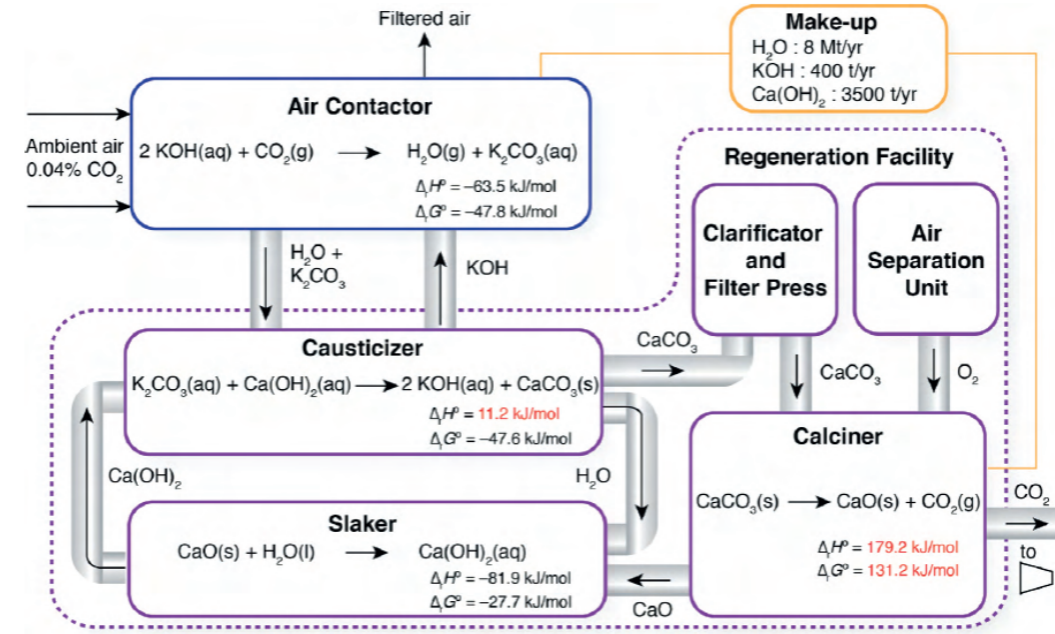 Filtered air
Make-up
H₂O : 8 Mt/yr
KOH : 400 t/yr
Ca(OH)₂ : 3500 t/yr
Ambient air
0.04% CO₂
Air Contactor
2 KOH(aq) + CO₂(g) → H₂O(g) + K₂CO₃(aq)
ΔᵣH° = –63.5 kJ/mol
ΔᵣG° = –47.8 kJ/mol
Regeneration Facility
Clarificator
and
Filter Press
Air
Separation
Unit
H₂O +
K₂CO₃
KOH
Causticizer
K₂CO₃(aq) + Ca(OH)₂(aq) → 2 KOH(aq) + CaCO₃(s)
ΔᵣH° = 11.2 kJ/mol
ΔᵣG° = –47.6 kJ/mol
CaCO₃
CaCO₃
O₂
Calciner
CaCO₃(s) → CaO(s) + CO₂(g)
ΔᵣH° = 179.2 kJ/mol
ΔᵣG° = 131.2 kJ/mol
Ca(OH)₂
H₂O
Slaker
CaO(s) + H₂O(l) → Ca(OH)₂(aq)
ΔᵣH° = –81.9 kJ/mol
ΔᵣG° = –27.7 kJ/mol
CaO
CO₂
to